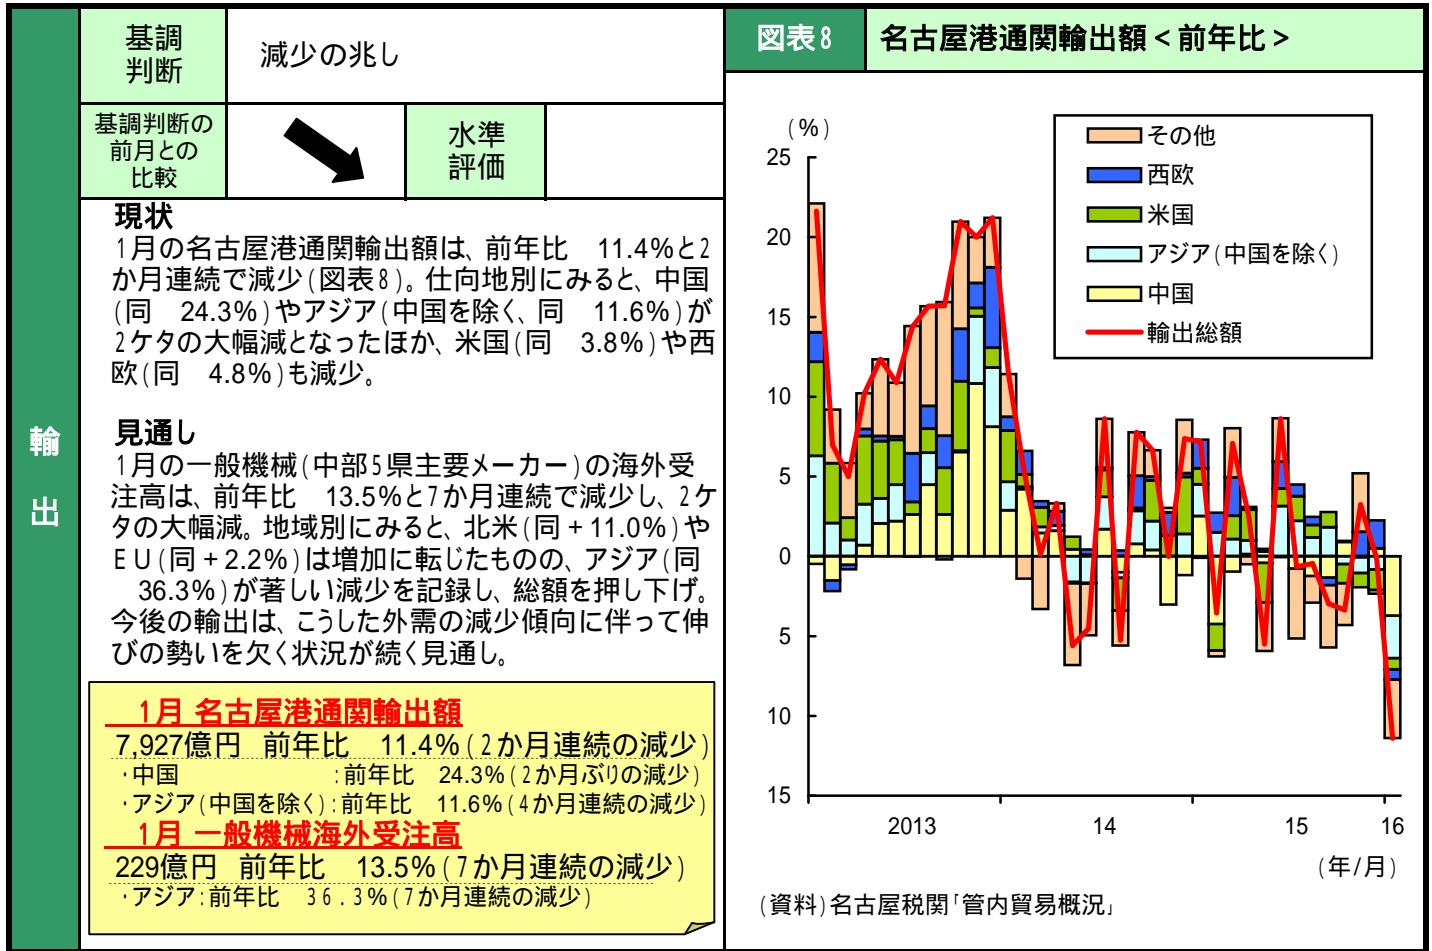 輸出
基調
判断
減少の兆し
基調判断の
前月との
比較
水準
評価
現状
1月の名古屋港通関輸出額は、前年比　11.4%と2
か月連続で減少(図表8)。仕向地別にみると、中国
(同　24.3%)やアジア(中国を除く、同　11.6%)が
2ケタの大幅減となったほか、米国(同　3.8%)や西
欧(同　4.8%)も減少。
見通し
1月の一般機械(中部5県主要メーカー)の海外受
注高は、前年比　13.5%と7か月連続で減少し、2ケ
タの大幅減。地域別にみると、北米(同+11.0%)や
EU(同+2.2%)は増加に転じたものの、アジア(同
　36.3%)が著しい減少を記録し、総額を押し下げ。
今後の輸出は、こうした外需の減少傾向に伴って伸
びの勢いを欠く状況が続く見通し。
1月 名古屋港通関輸出額
7,927億円　前年比　11.4%(2か月連続の減少)
・中国　　　　　　　:前年比　24.3%(2か月ぶりの減少)
・アジア(中国を除く):前年比　11.6%(4か月連続の減少)
1月 一般機械海外受注高
229億円　前年比　13.5%(7か月連続の減少)
・アジア:前年比　36.3%(7か月連続の減少)
図表8
名古屋港通関輸出額<前年比>
(%)
その他
西欧
米国
アジア(中国を除く)
中国
輸出総額
25
20
15
10
5
0
5
10
15
2013　14　15　16
(年/月)
(資料)名古屋税関「管内貿易概況」